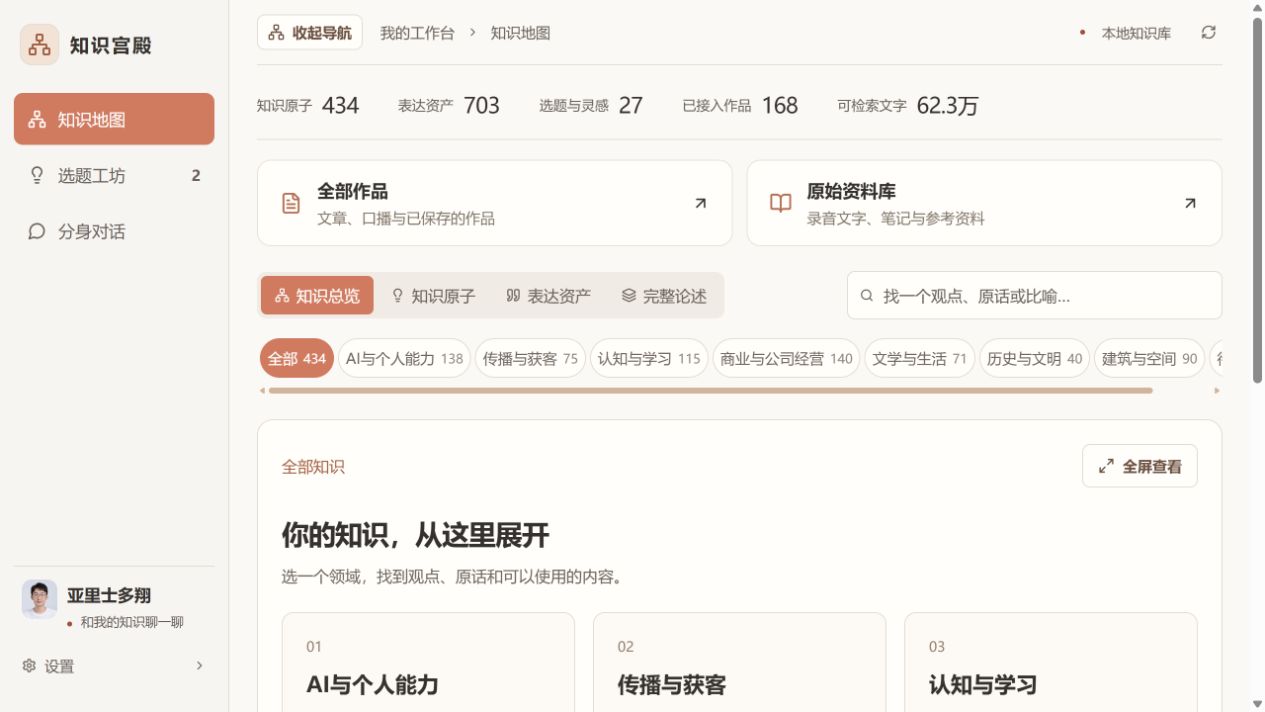 知识宫殿
知识地图
选题工坊 2
分身对话
亚里士多翔
和我的知识聊一聊
设置
收起导航 我的工作台 > 知识地图 本地知识库
知识原子 434 表达资产 703 选题与灵感 27 已接入作品 168 可检索文字 62.3万
全部作品
文章、口播与已保存的作品
原始资料库
录音文字、笔记与参考资料
知识总览 知识原子 表达资产 完整论述 找一个观点、原话或比喻...
全部 434 AI与个人能力 138 传播与获客 75 认知与学习 115 商业与公司经营 140 文学与生活 71 历史与文明 40 建筑与空间 90
全部知识 全屏查看
你的知识，从这里展开
选一个领域，找到观点、原话和可以使用的内容。
01
AI与个人能力
02
传播与获客
03
认知与学习